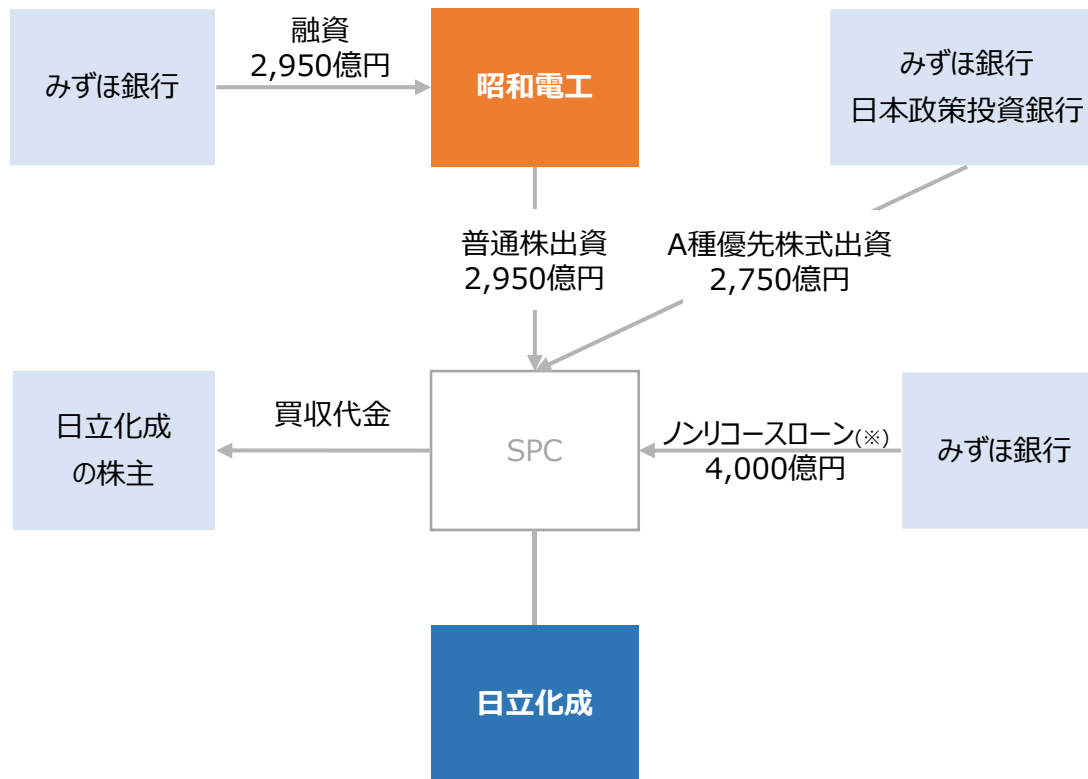 融資
2,950億円
みずほ銀行
昭和電工
みずほ銀行
日本政策投資銀行
普通株出資
2,950億円
A種優先株式出資
2,750億円
日立化成
の株主
買収代金
SPC
ノンリコースローン(※)
4,000億円
みずほ銀行
日立化成